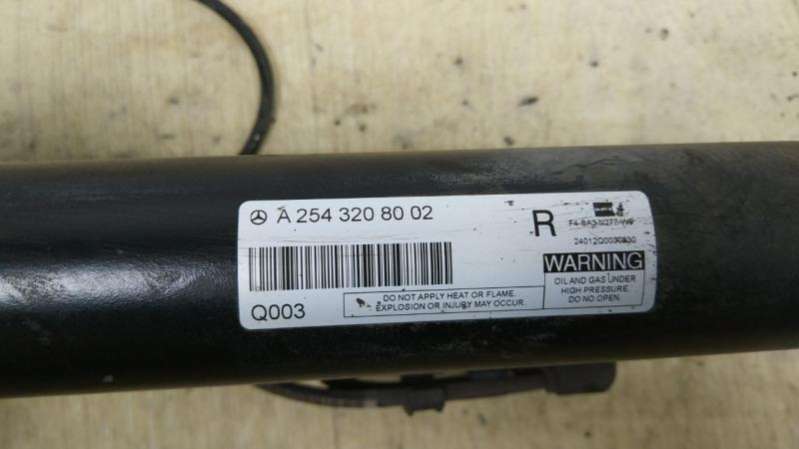 A 254 320 80 02
R
24012Q0030830
WARNING
OIL AND GAS UNDER
HIGH PRESSURE.
DO NO OPEN.
DO NOT APPLY HEAT OR FLAME.
EXPLOSION OR INJURY MAY OCCUR.
Q003